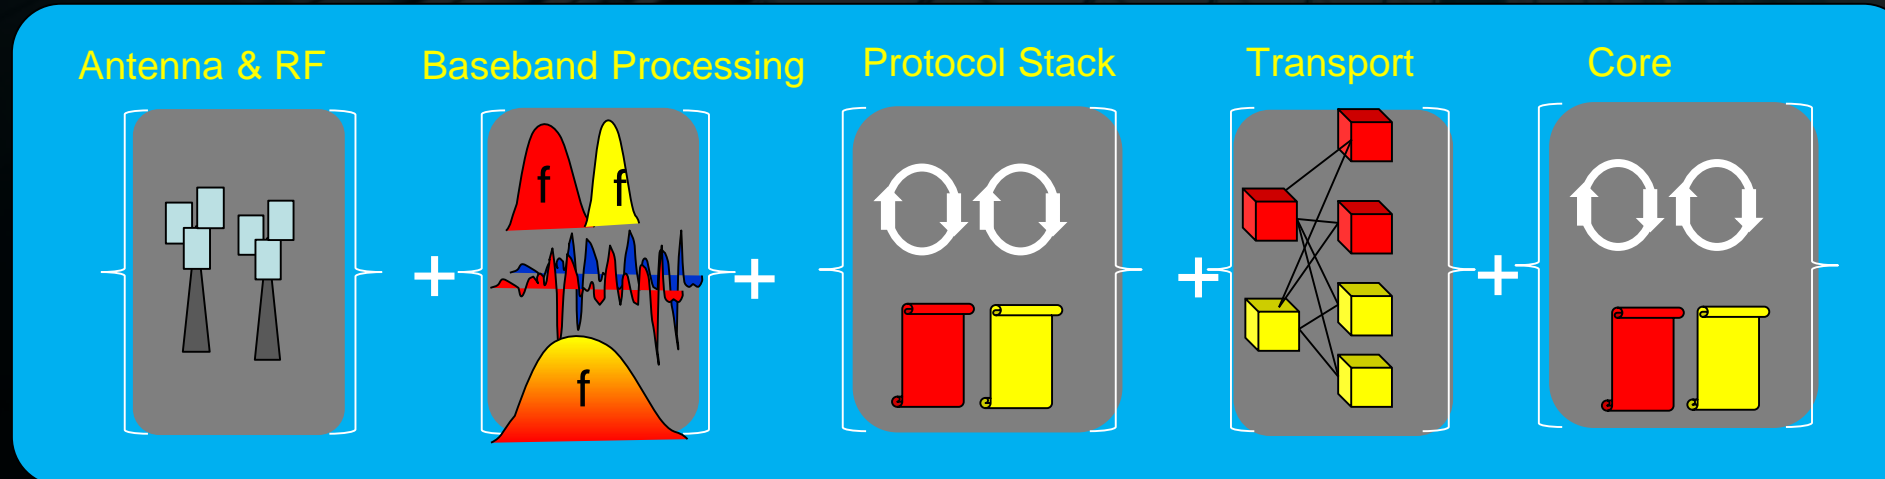 Antenna & RF
Baseband Processing
Protocol Stack
Transport
Core
+
+
+
+
f
f
f